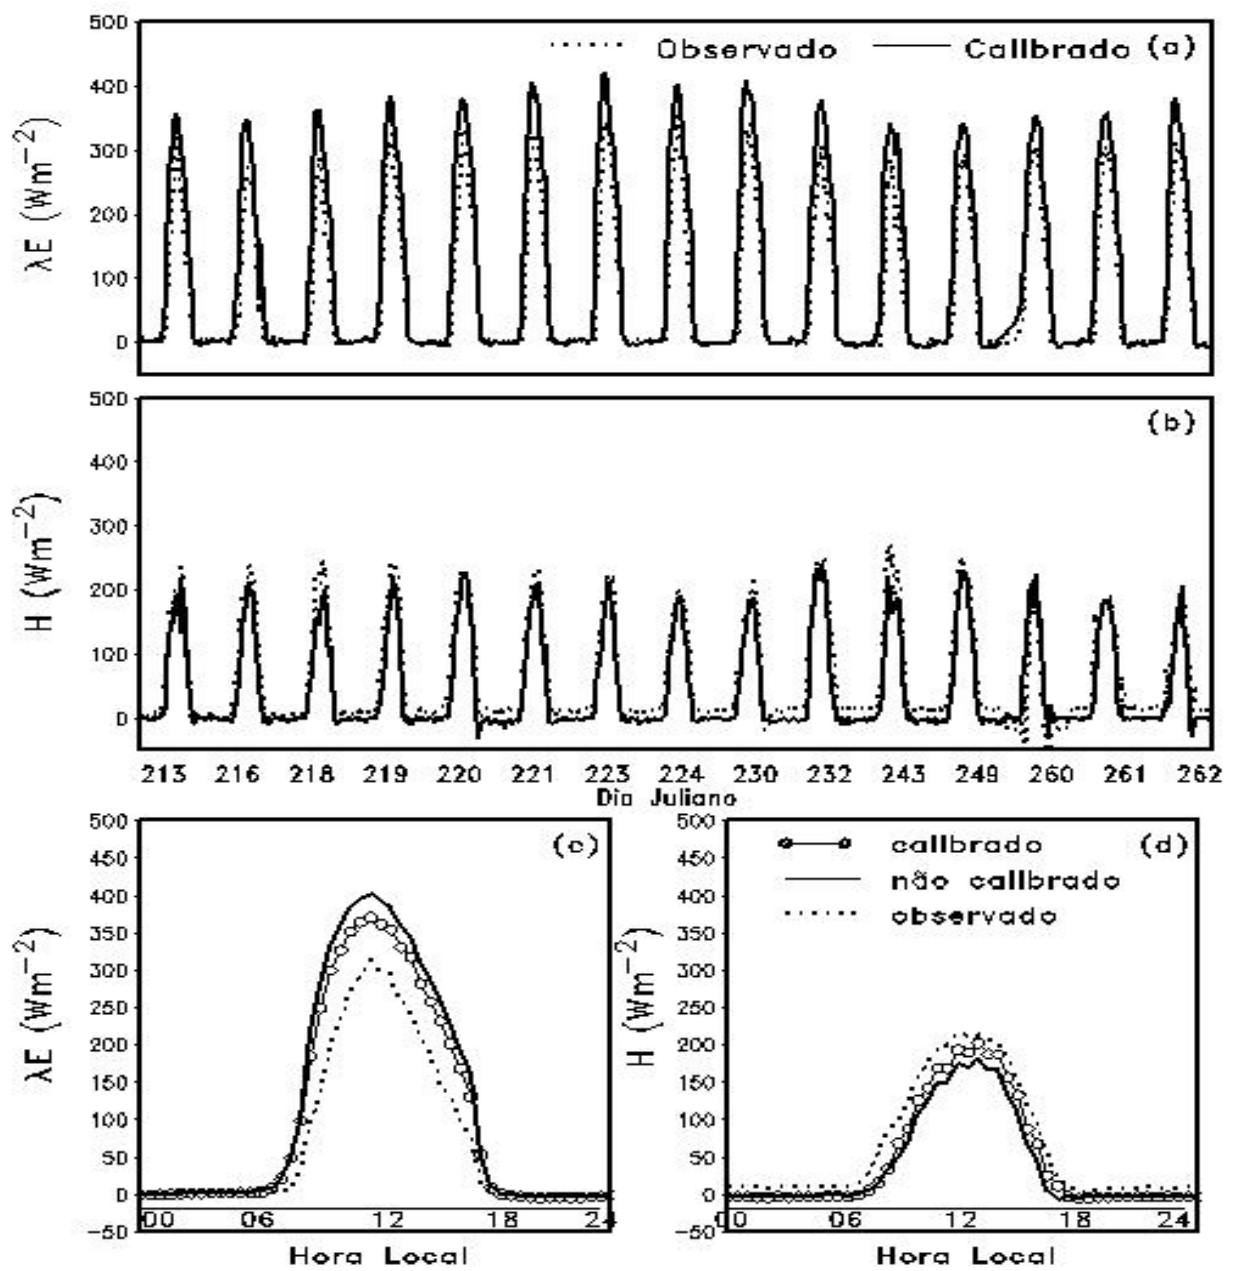 500
Observado Calibrado (a)
400
300
200
100
0
λE (Wm−2)
500
(b)
400
300
200
100
0
H (Wm−2)
213 216 218 219 220 221 223 224 230 232 243 249 260 261 262
Dia Juliano
500
450
400
350
300
250
200
150
100
50
0
−50
λE (Wm−2)
(c)
00 06 12 18 24
Hora Local
500
450
400
350
300
250
200
150
100
50
0
−50
H (Wm−2)
calibrado (d)
não calibrado
observado
00 06 12 18 24
Hora Local